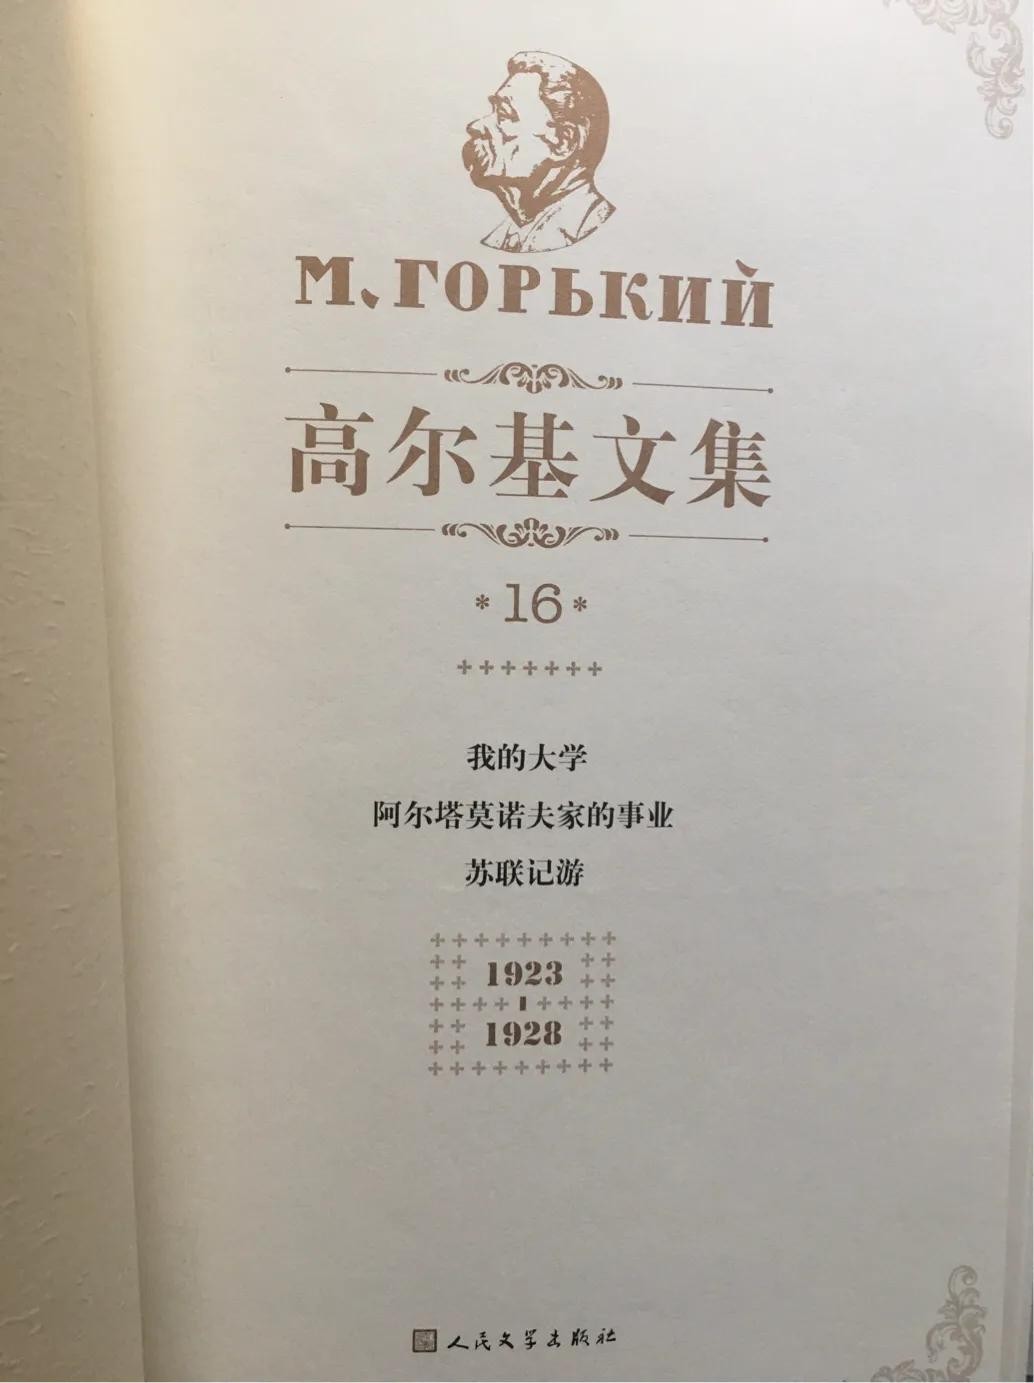 М.ГОРЬКИЙ
高尔基文集
*16*
我的大学
阿尔塔莫诺夫家的事业
苏联记游
1923
1928
人民文学出版社